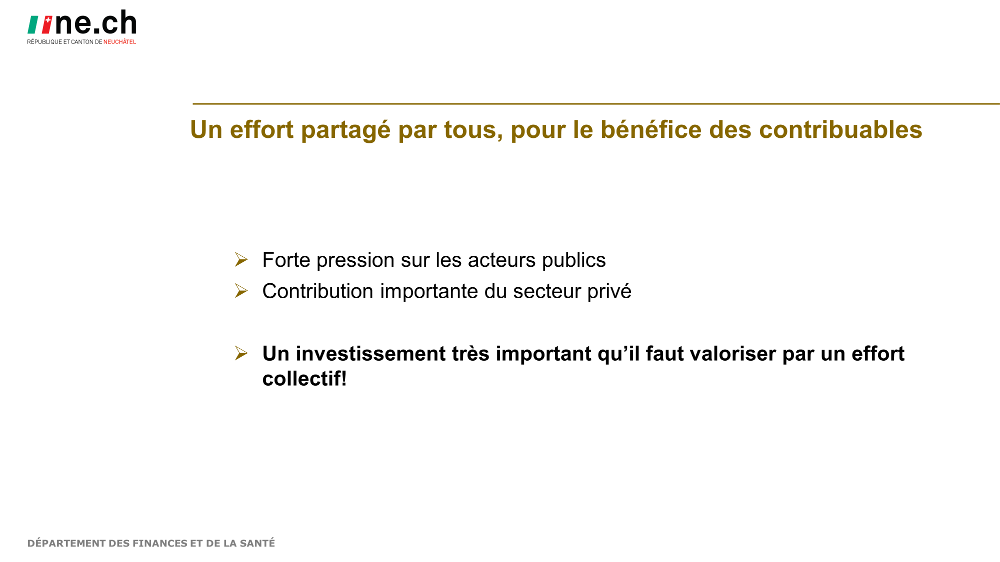 ne.ch
RÉPUBLIQUE ET CANTON DE NEUCHÂTEL
Un effort partagé par tous, pour le bénéfice des contribuables
Forte pression sur les acteurs publics
Contribution importante du secteur privé
Un investissement très important qu’il faut valoriser par un effort
collectif!
DÉPARTEMENT DES FINANCES ET DE LA SANTÉ